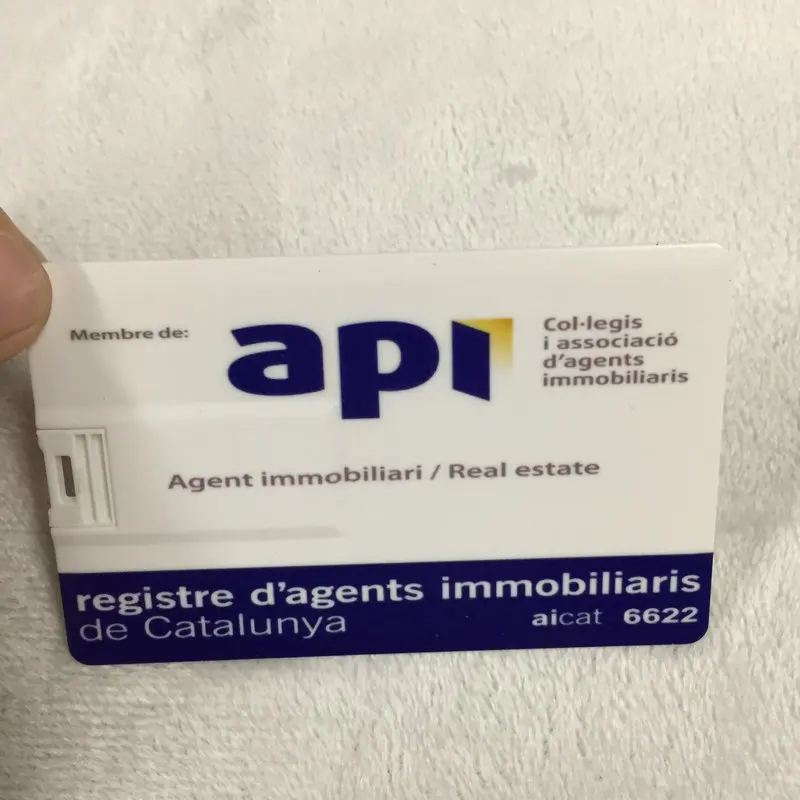 Membre de:
api
Col·legis
i associació
d'agents
immobiliaris
Agent immobiliari / Real estate
registre d'agents immobiliaris
de Catalunya
aicat 6622